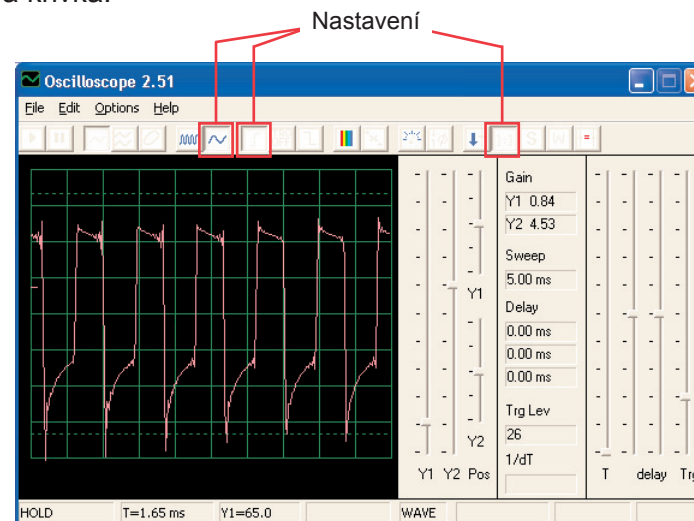 a křivka.
Nastavení
Oscilloscope 2.51
File Edit Options Help
Gain
Y1 0.84
Y2 4.53
Sweep
5.00 ms
Y1
Delay
0.00 ms
0.00 ms
0.00 ms
Trg Lev
26
Y2
1/dT
Y1 Y2 Pos
T delay Trg
HOLD T=1.65 ms Y1=65.0 WAVE